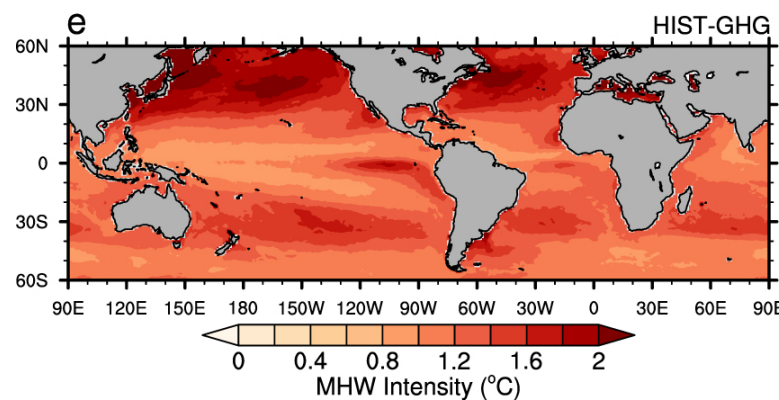 e HIST-GHG
60N
30N
0
30S
60S
90E 120E 150E 180 150W 120W 90W 60W 30W 0 30E 60E 90E
0 0.4 0.8 1.2 1.6 2
MHW Intensity (°C)